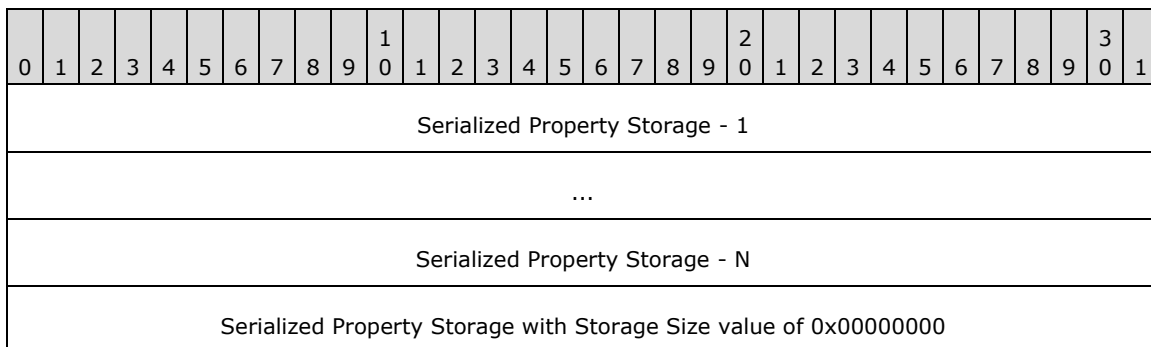 1 2 3
0 1 2 3 4 5 6 7 8 9 0 1 2 3 4 5 6 7 8 9 0 1 2 3 4 5 6 7 8 9 0 1
Serialized Property Storage - 1
...
Serialized Property Storage - N
Serialized Property Storage with Storage Size value of 0x00000000